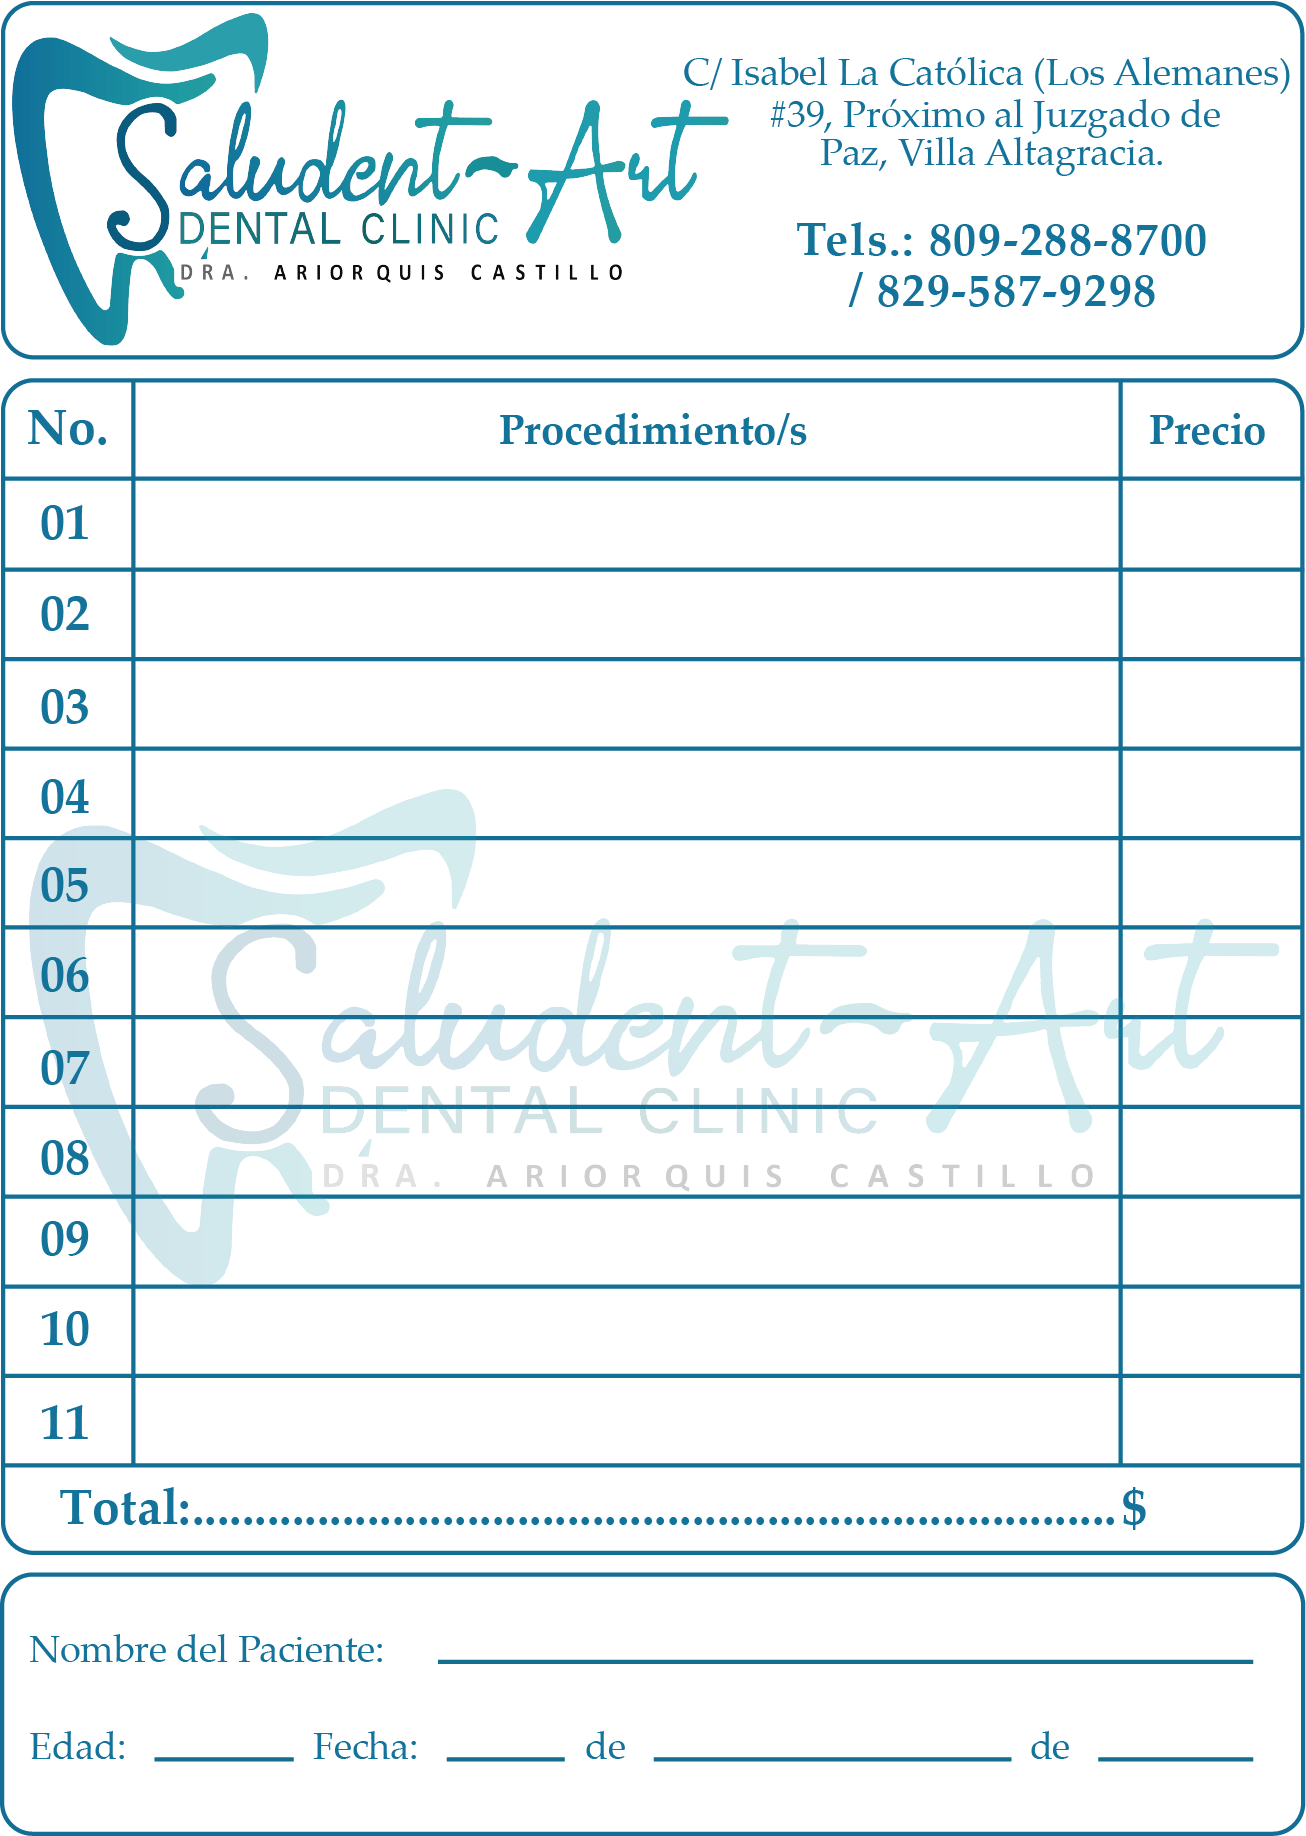 Saludent-Art
DENTAL CLINIC
DRA. ARIORQUIS CASTILLO
C/ Isabel La Católica (Los Alemanes)
#39, Próximo al Juzgado de
Paz, Villa Altagracia.
Tels.: 809-288-8700
/ 829-587-9298
No. Procedimiento/s Precio
01
02
03
04
05
06
07
08
09
10
11
Saludent-Art
DENTAL CLINIC
DRA. ARIORQUIS CASTILLO
Total:........................................................................... $
Nombre del Paciente: ____________________
Edad: ______ Fecha: ______ de ______________ de ______